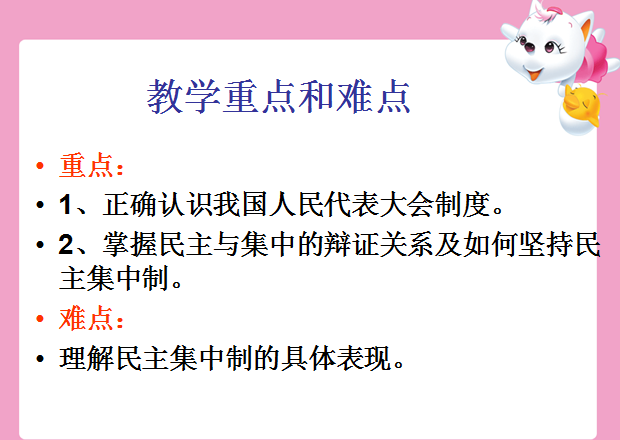 教学重点和难点
• 重点：
• 1、正确认识我国人民代表大会制度。
• 2、掌握民主与集中的辩证关系及如何坚持民
主集中制。
• 难点：
• 理解民主集中制的具体表现。